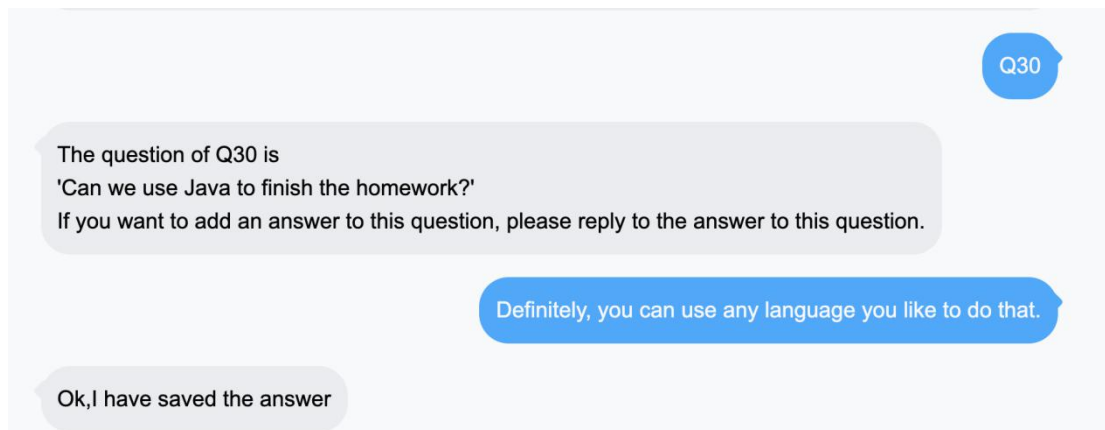 Q30
The question of Q30 is
'Can we use Java to finish the homework?'
If you want to add an answer to this question, please reply to the answer to this question.
Definitely, you can use any language you like to do that.
Ok,I have saved the answer